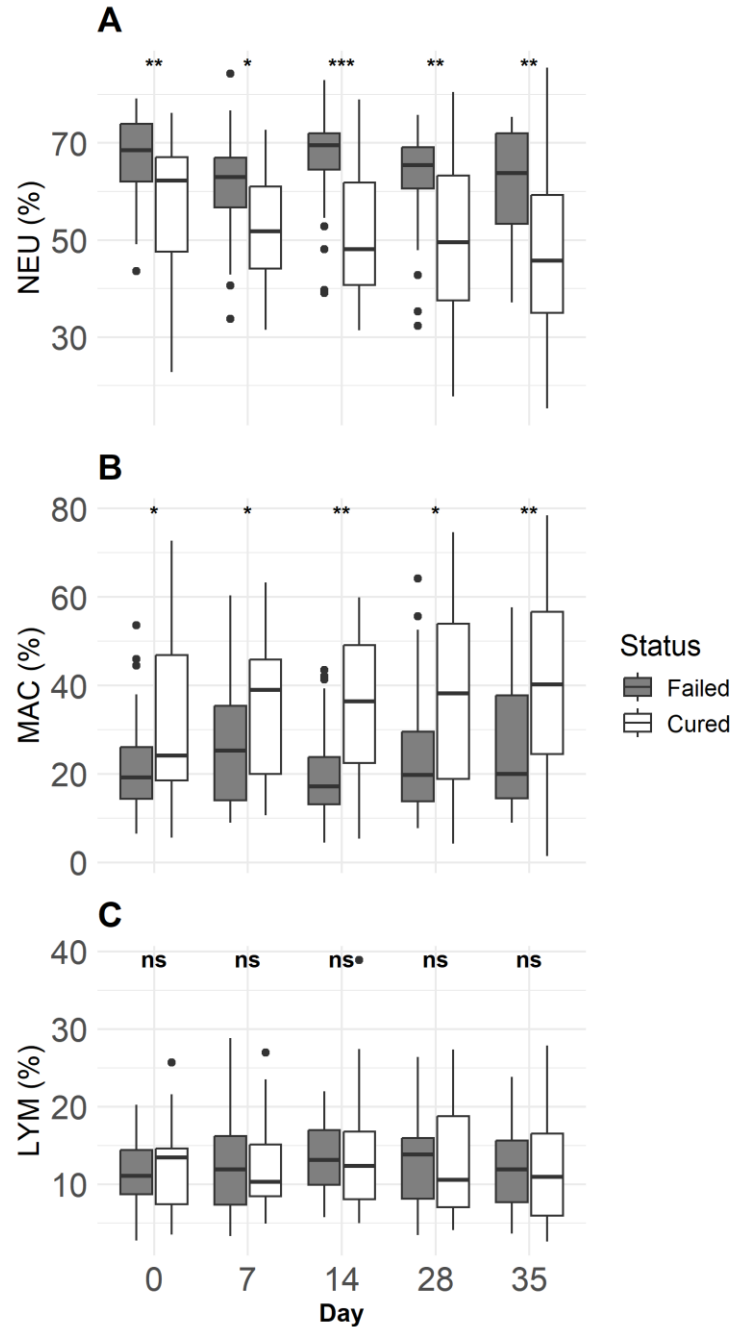 A
** * *** ** **
70
50
30
NEU (%)
B
* * ** * **
80
60
40
20
0
MAC (%)
Status
Failed
Cured
C
ns ns ns ns ns
40
30
20
10
LYM (%)
0 7 14 28 35
Day